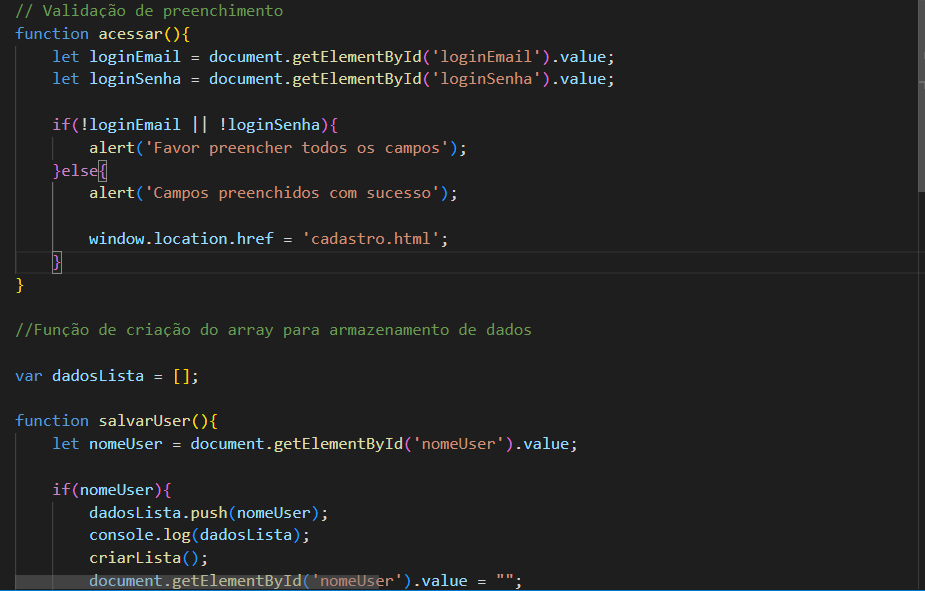 // Validação de preenchimento
function acessar(){
    let loginEmail = document.getElementById('loginEmail').value;
    let loginSenha = document.getElementById('loginSenha').value;

    if(!loginEmail || !loginSenha){
        alert('Favor preencher todos os campos');
    }else{
        alert('Campos preenchidos com sucesso');

        window.location.href = 'cadastro.html';
    }
}

//Função de criação do array para armazenamento de dados

var dadosLista = [];

function salvarUser(){
    let nomeUser = document.getElementById('nomeUser').value;

    if(nomeUser){
        dadosLista.push(nomeUser);
        console.log(dadosLista);
        criarLista();
        document.getElementById('nomeUser').value = "";